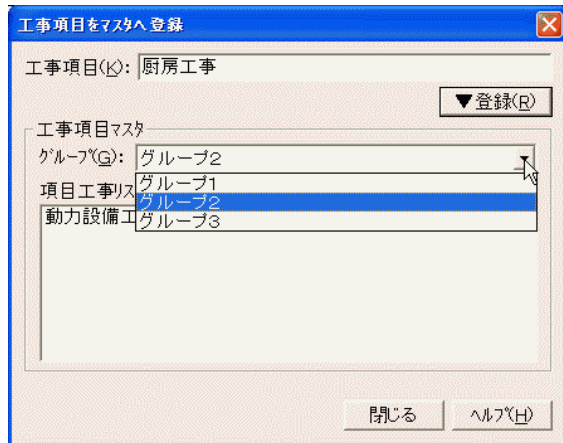 工事項目をマスタへ登録
工事項目(K): 厨房工事
▼登録(R)
工事項目マスタ
グループ(G): グループ2
項目工事リス
グループ1
グループ2
グループ3
動力設備工
閉じる
ヘルプ(H)